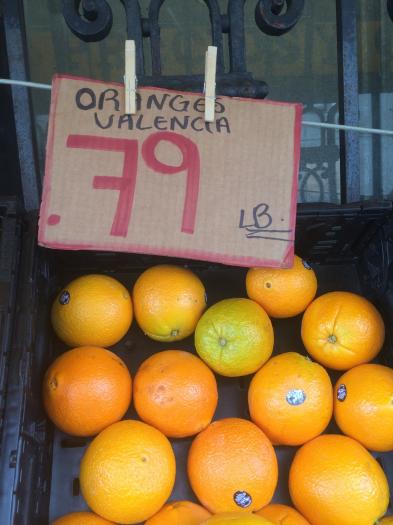 ORANGES
VALENCIA
.79
LB.